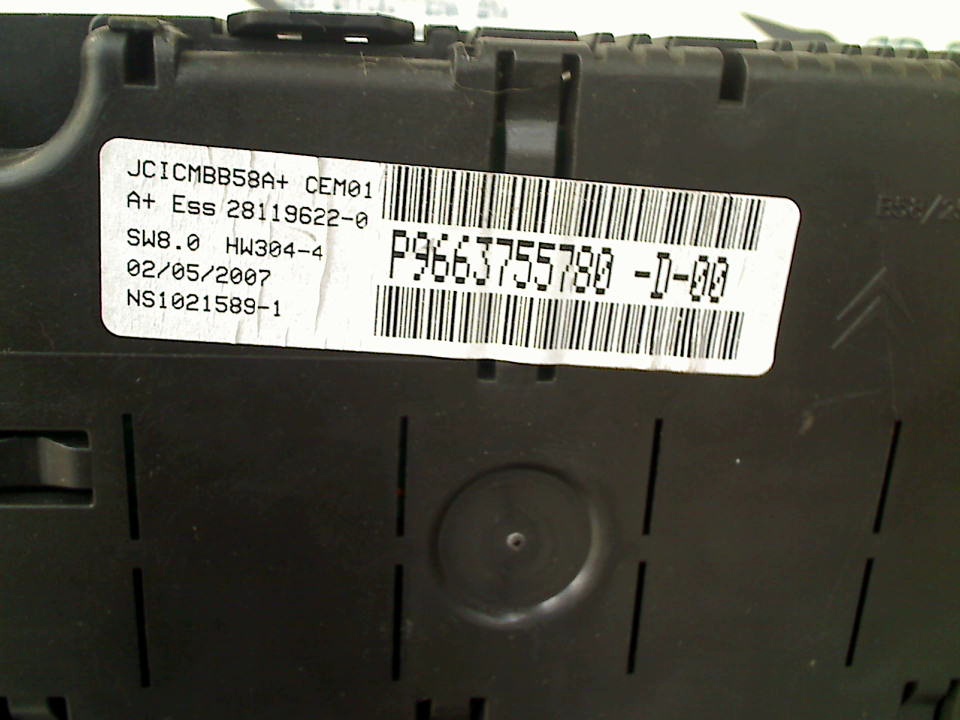 JCICMBB58A+ CEM01
A+ Ess 28119622-0
SW8.0 HW304-4
02/05/2007
NS1021589-1
P9663755780 -D-00